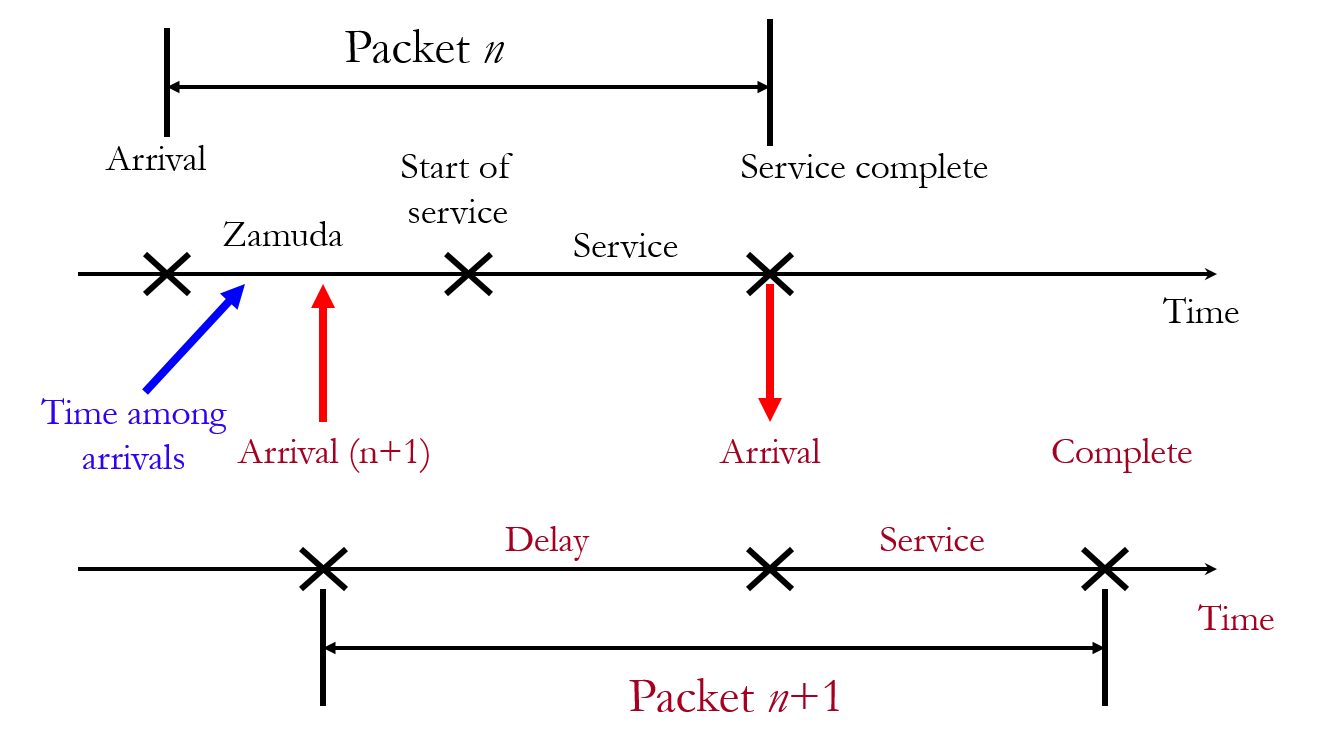 Packet n
Arrival
Start of
service
Service complete
Zamuda
Service
Time
Time among
arrivals
Arrival (n+1)
Arrival
Complete
Delay
Service
Time
Packet n+1